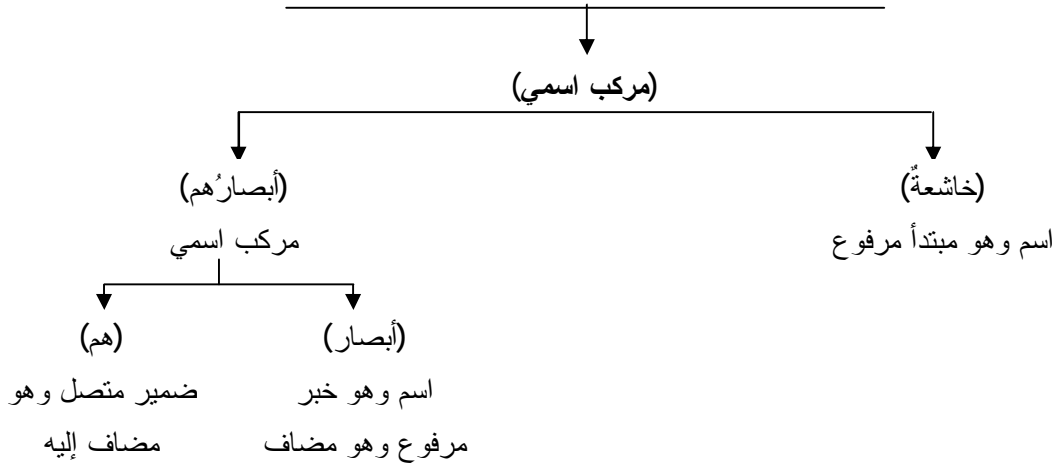 (مركب اسمي)
(خاشعةٌ)
اسم وهو مبتدأ مرفوع
(أبصارُهم)
مركب اسمي
(أبصار)
اسم وهو خبر
مرفوع وهو مضاف
(هم)
ضمير متصل وهو
مضاف إليه